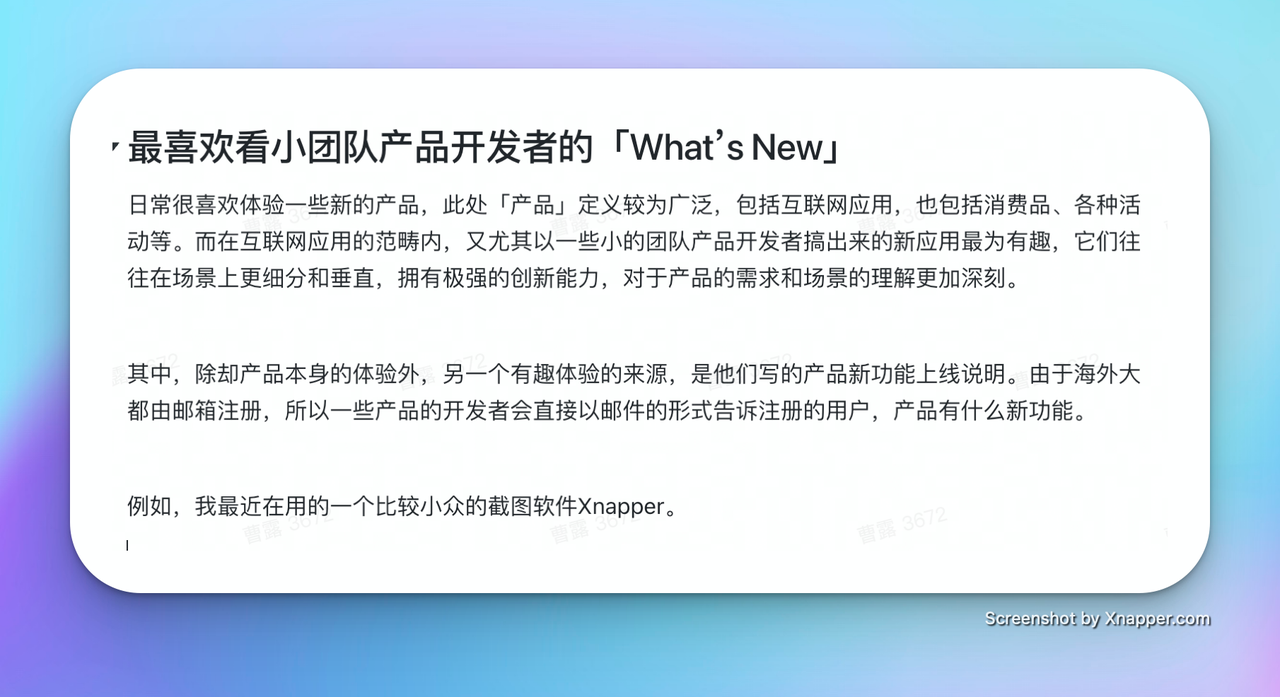 最喜欢看小团队产品开发者的「What’s New」
日常很喜欢体验一些新的产品，此处「产品」定义较为广泛，包括互联网应用，也包括消费品、各种活
动等。而在互联网应用的范畴内，又尤其以一些小的团队产品开发者搞出来的新应用最为有趣，它们往
往在场景上更细分和垂直，拥有极强的创新能力，对于产品的需求和场景的理解更加深刻。
其中，除却产品本身的体验外，另一个有趣体验的来源，是他们写的产品新功能上线说明。由于海外大
都由邮箱注册，所以一些产品的开发者会直接以邮件的形式告诉注册的用户，产品有什么新功能。
例如，我最近在用的一个比较小众的截图软件Xnapper。
曹露 3672
曹露 3672
曹露 3672
Screenshot by Xnapper.com